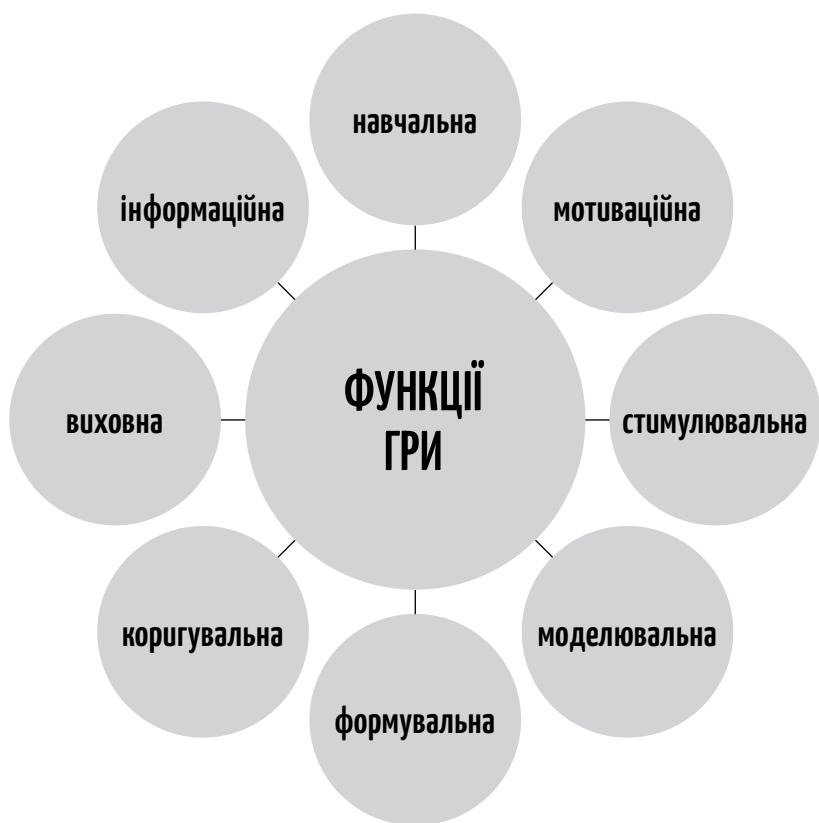 навчальна
інформаційна
мотиваційна
ФУНКЦІЇ
ГРИ
виховна
стимулювальна
коригувальна
моделювальна
формувальна